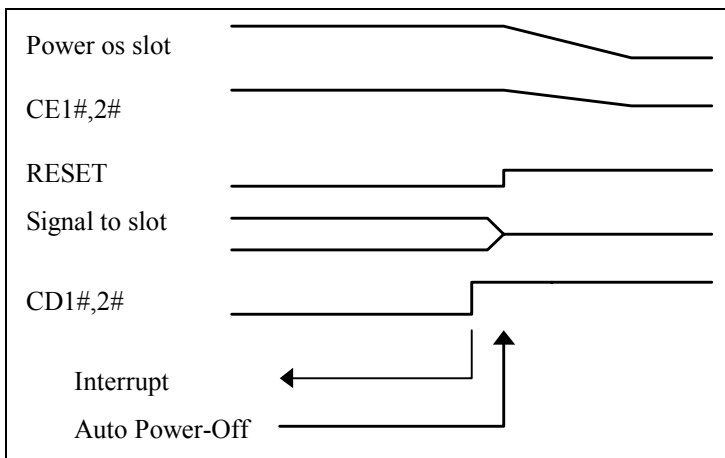 Power os slot
CE1#,2#
RESET
Signal to slot
CD1#,2#
Interrupt
Auto Power-Off